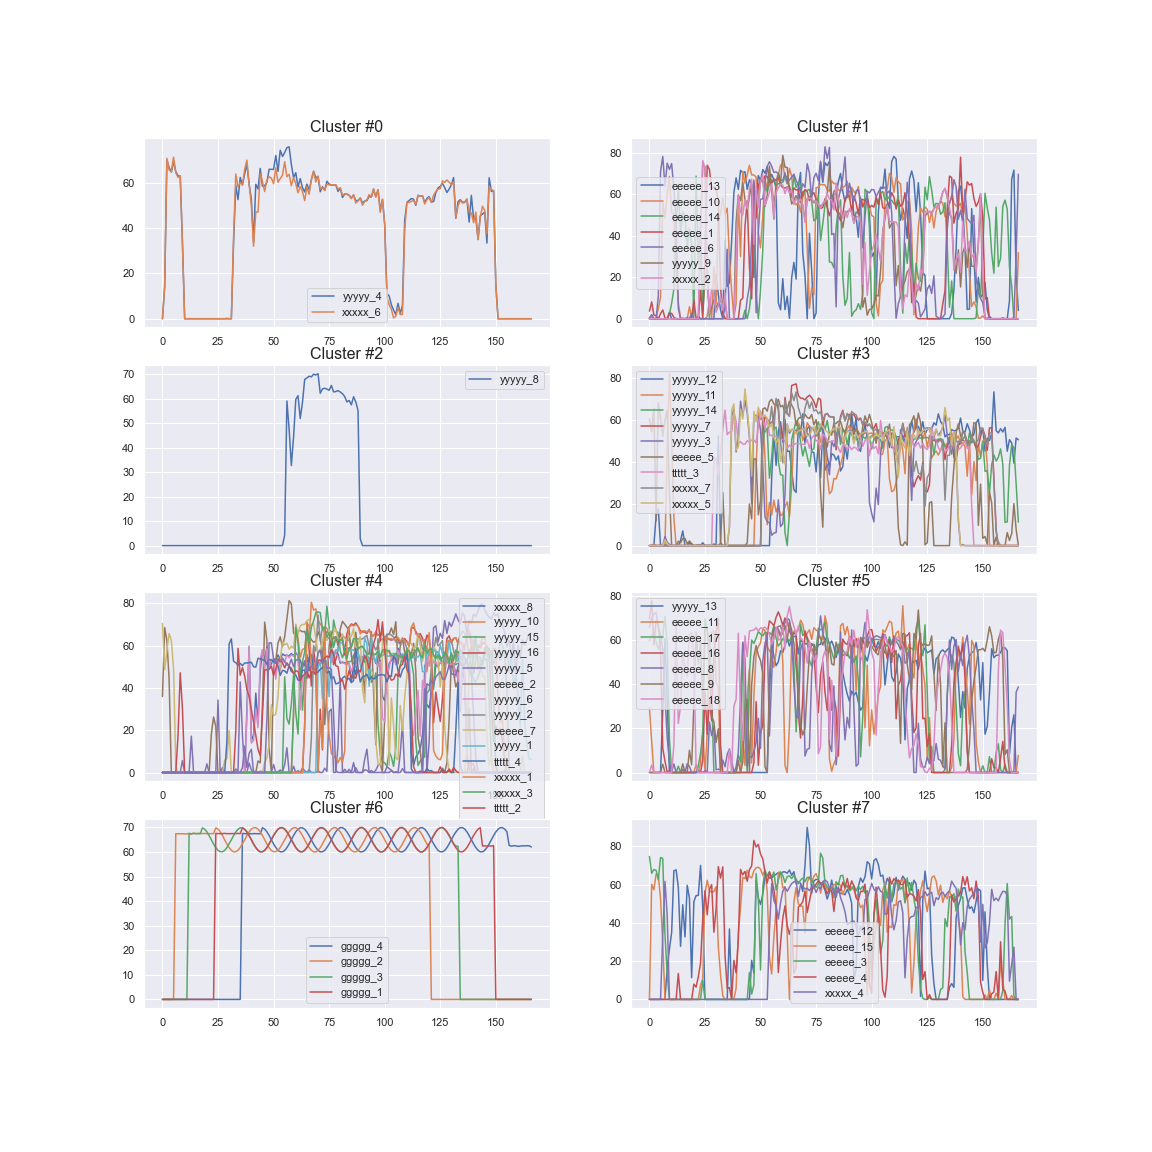 Cluster #0
60
40
20
0
yyyyy_4
xxxxx_6
0 25 50 75 100 125 150
Cluster #1
80
60
40
20
0
eeeee_13
eeeee_10
eeeee_14
eeeee_1
eeeee_6
yyyyy_9
xxxxx_2
0 25 50 75 100 125 150
Cluster #2
70
60
50
40
30
20
10
0
yyyyy_8
0 25 50 75 100 125 150
Cluster #3
80
60
40
20
0
yyyyy_12
yyyyy_11
yyyyy_14
yyyyy_7
yyyyy_3
eeeee_5
ttttt_3
xxxxx_7
xxxxx_5
0 25 50 75 100 125 150
Cluster #4
80
60
40
20
0
xxxxx_8
yyyyy_10
yyyyy_15
yyyyy_16
yyyyy_5
eeeee_2
yyyyy_6
yyyyy_2
eeeee_7
yyyyy_1
ttttt_4
xxxxx_1
xxxxx_3
ttttt_2
0 25 50 75 100 125
Cluster #5
80
60
40
20
0
yyyyy_13
eeeee_11
eeeee_17
eeeee_16
eeeee_8
eeeee_9
eeeee_18
0 25 50 75 100 125 150
Cluster #6
70
60
50
40
30
20
10
0
ggggg_4
ggggg_2
ggggg_3
ggggg_1
0 25 50 75 100 125 150
Cluster #7
80
60
40
20
0
eeeee_12
eeeee_15
eeeee_3
eeeee_4
xxxxx_4
0 25 50 75 100 125 150